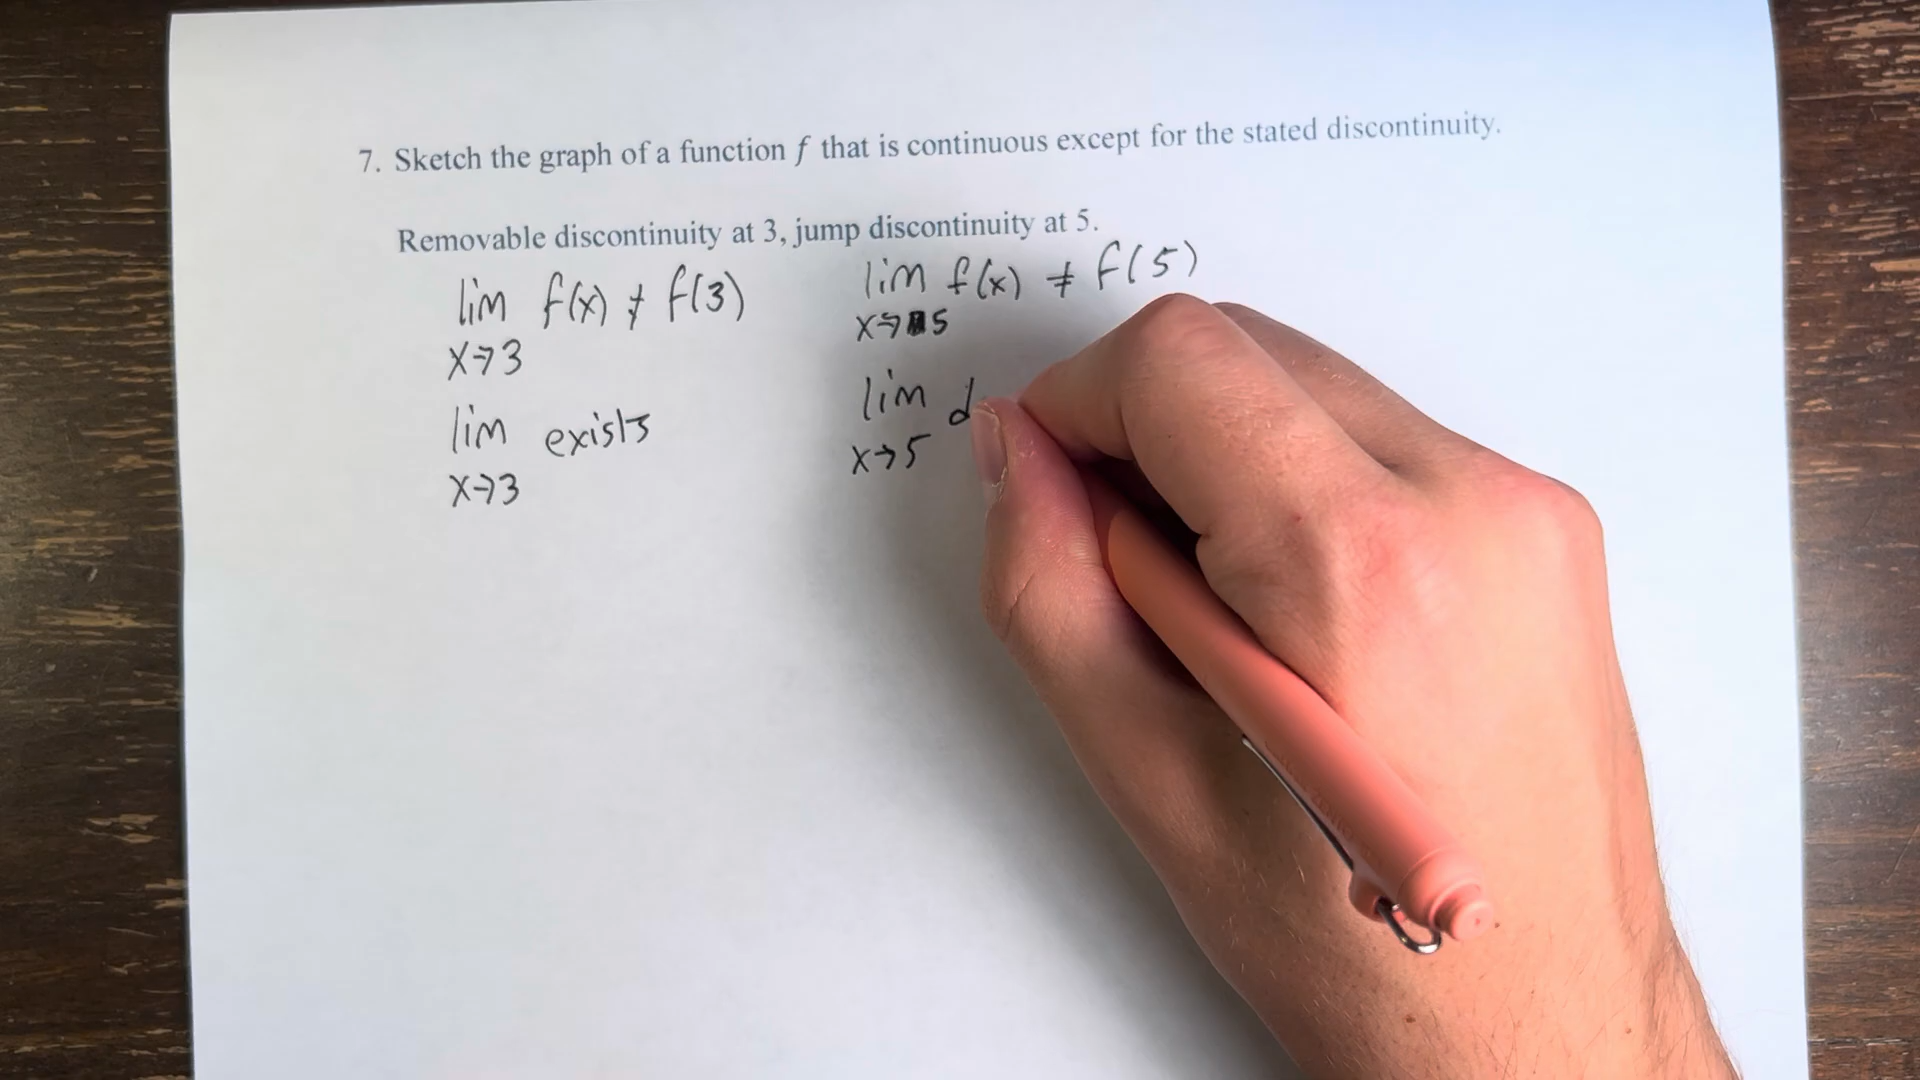 7. Sketch the graph of a function f that is continuous except for the stated discontinuity.
Removable discontinuity at 3, jump discontinuity at 5.
lim f(x) ≠ f(3)
x→3
lim exists
x→3
lim f(x) ≠ f(5)
x→5
lim d
x→5